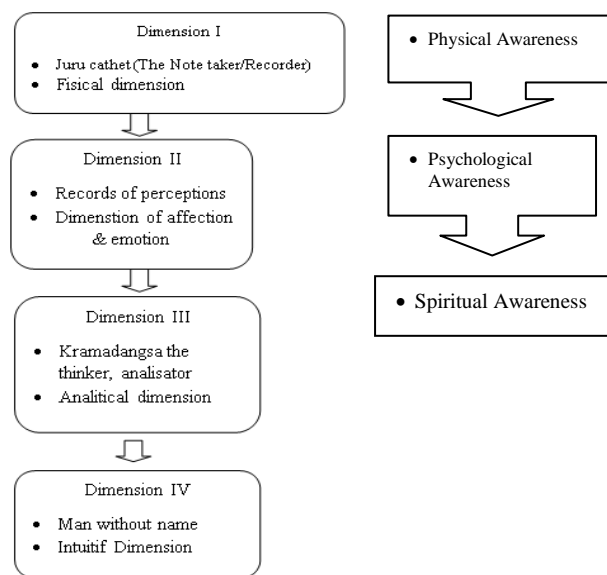 Dimension I
• Juru cathet(The Note taker/Recorder)
• Fisical dimension
Dimension II
• Records of perceptions
• Dimenstion of affection
& emotion
Dimension III
• Kramadangsa the
thinker, analisator
• Analitical dimension
Dimension IV
• Man without name
• Intuitif Dimension
• Physical Awareness
• Psychological
Awareness
• Spiritual Awareness